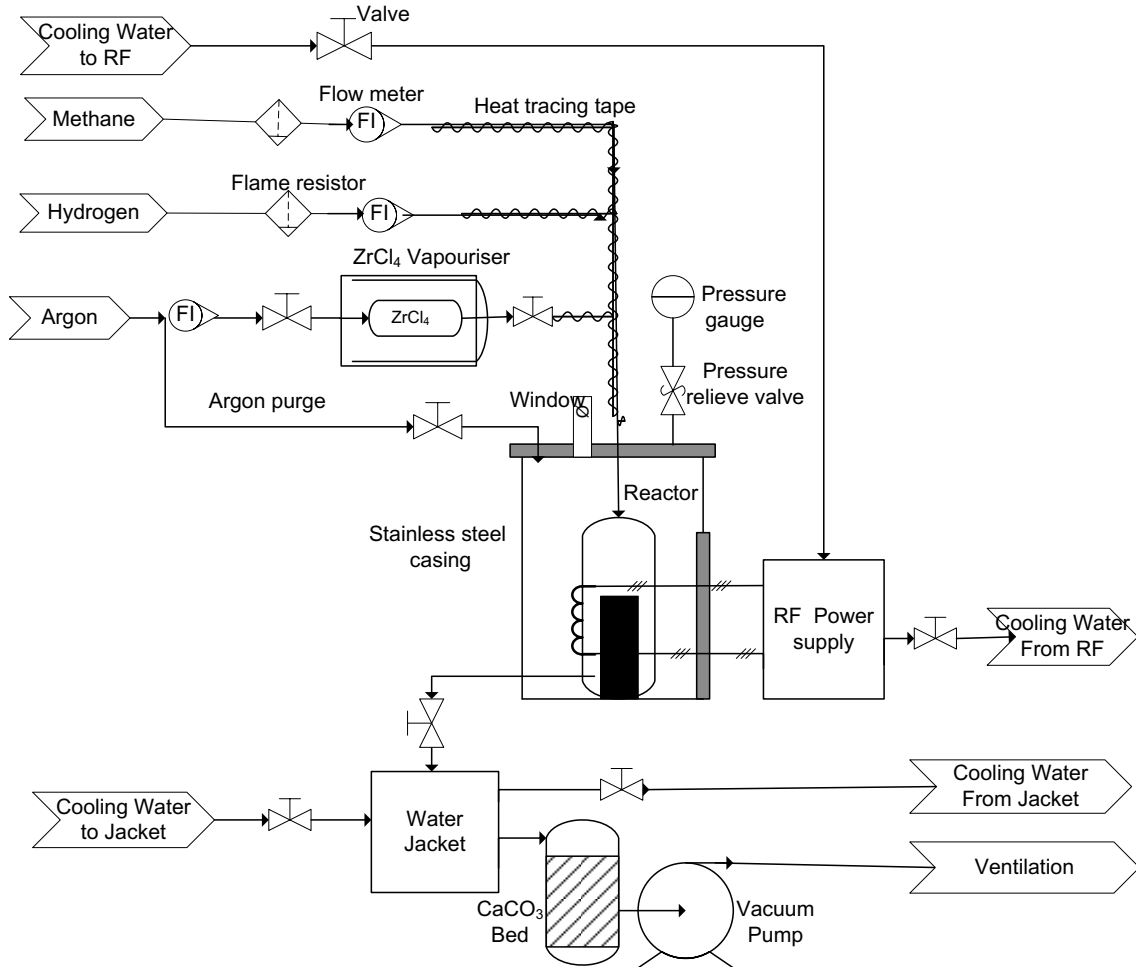 Cooling Water
to RF
Valve
Methane
Flow meter
FI
Heat tracing tape
Hydrogen
Flame resistor
FI
ZrCl₄ Vapouriser
Argon
FI
ZrCl₄
Pressure
gauge
Pressure
relieve valve
Argon purge
Window
Reactor
Stainless steel
casing
RF Power
supply
Cooling Water
From RF
Cooling Water
to Jacket
Water
Jacket
Cooling Water
From Jacket
CaCO₃
Bed
Vacuum
Pump
Ventilation